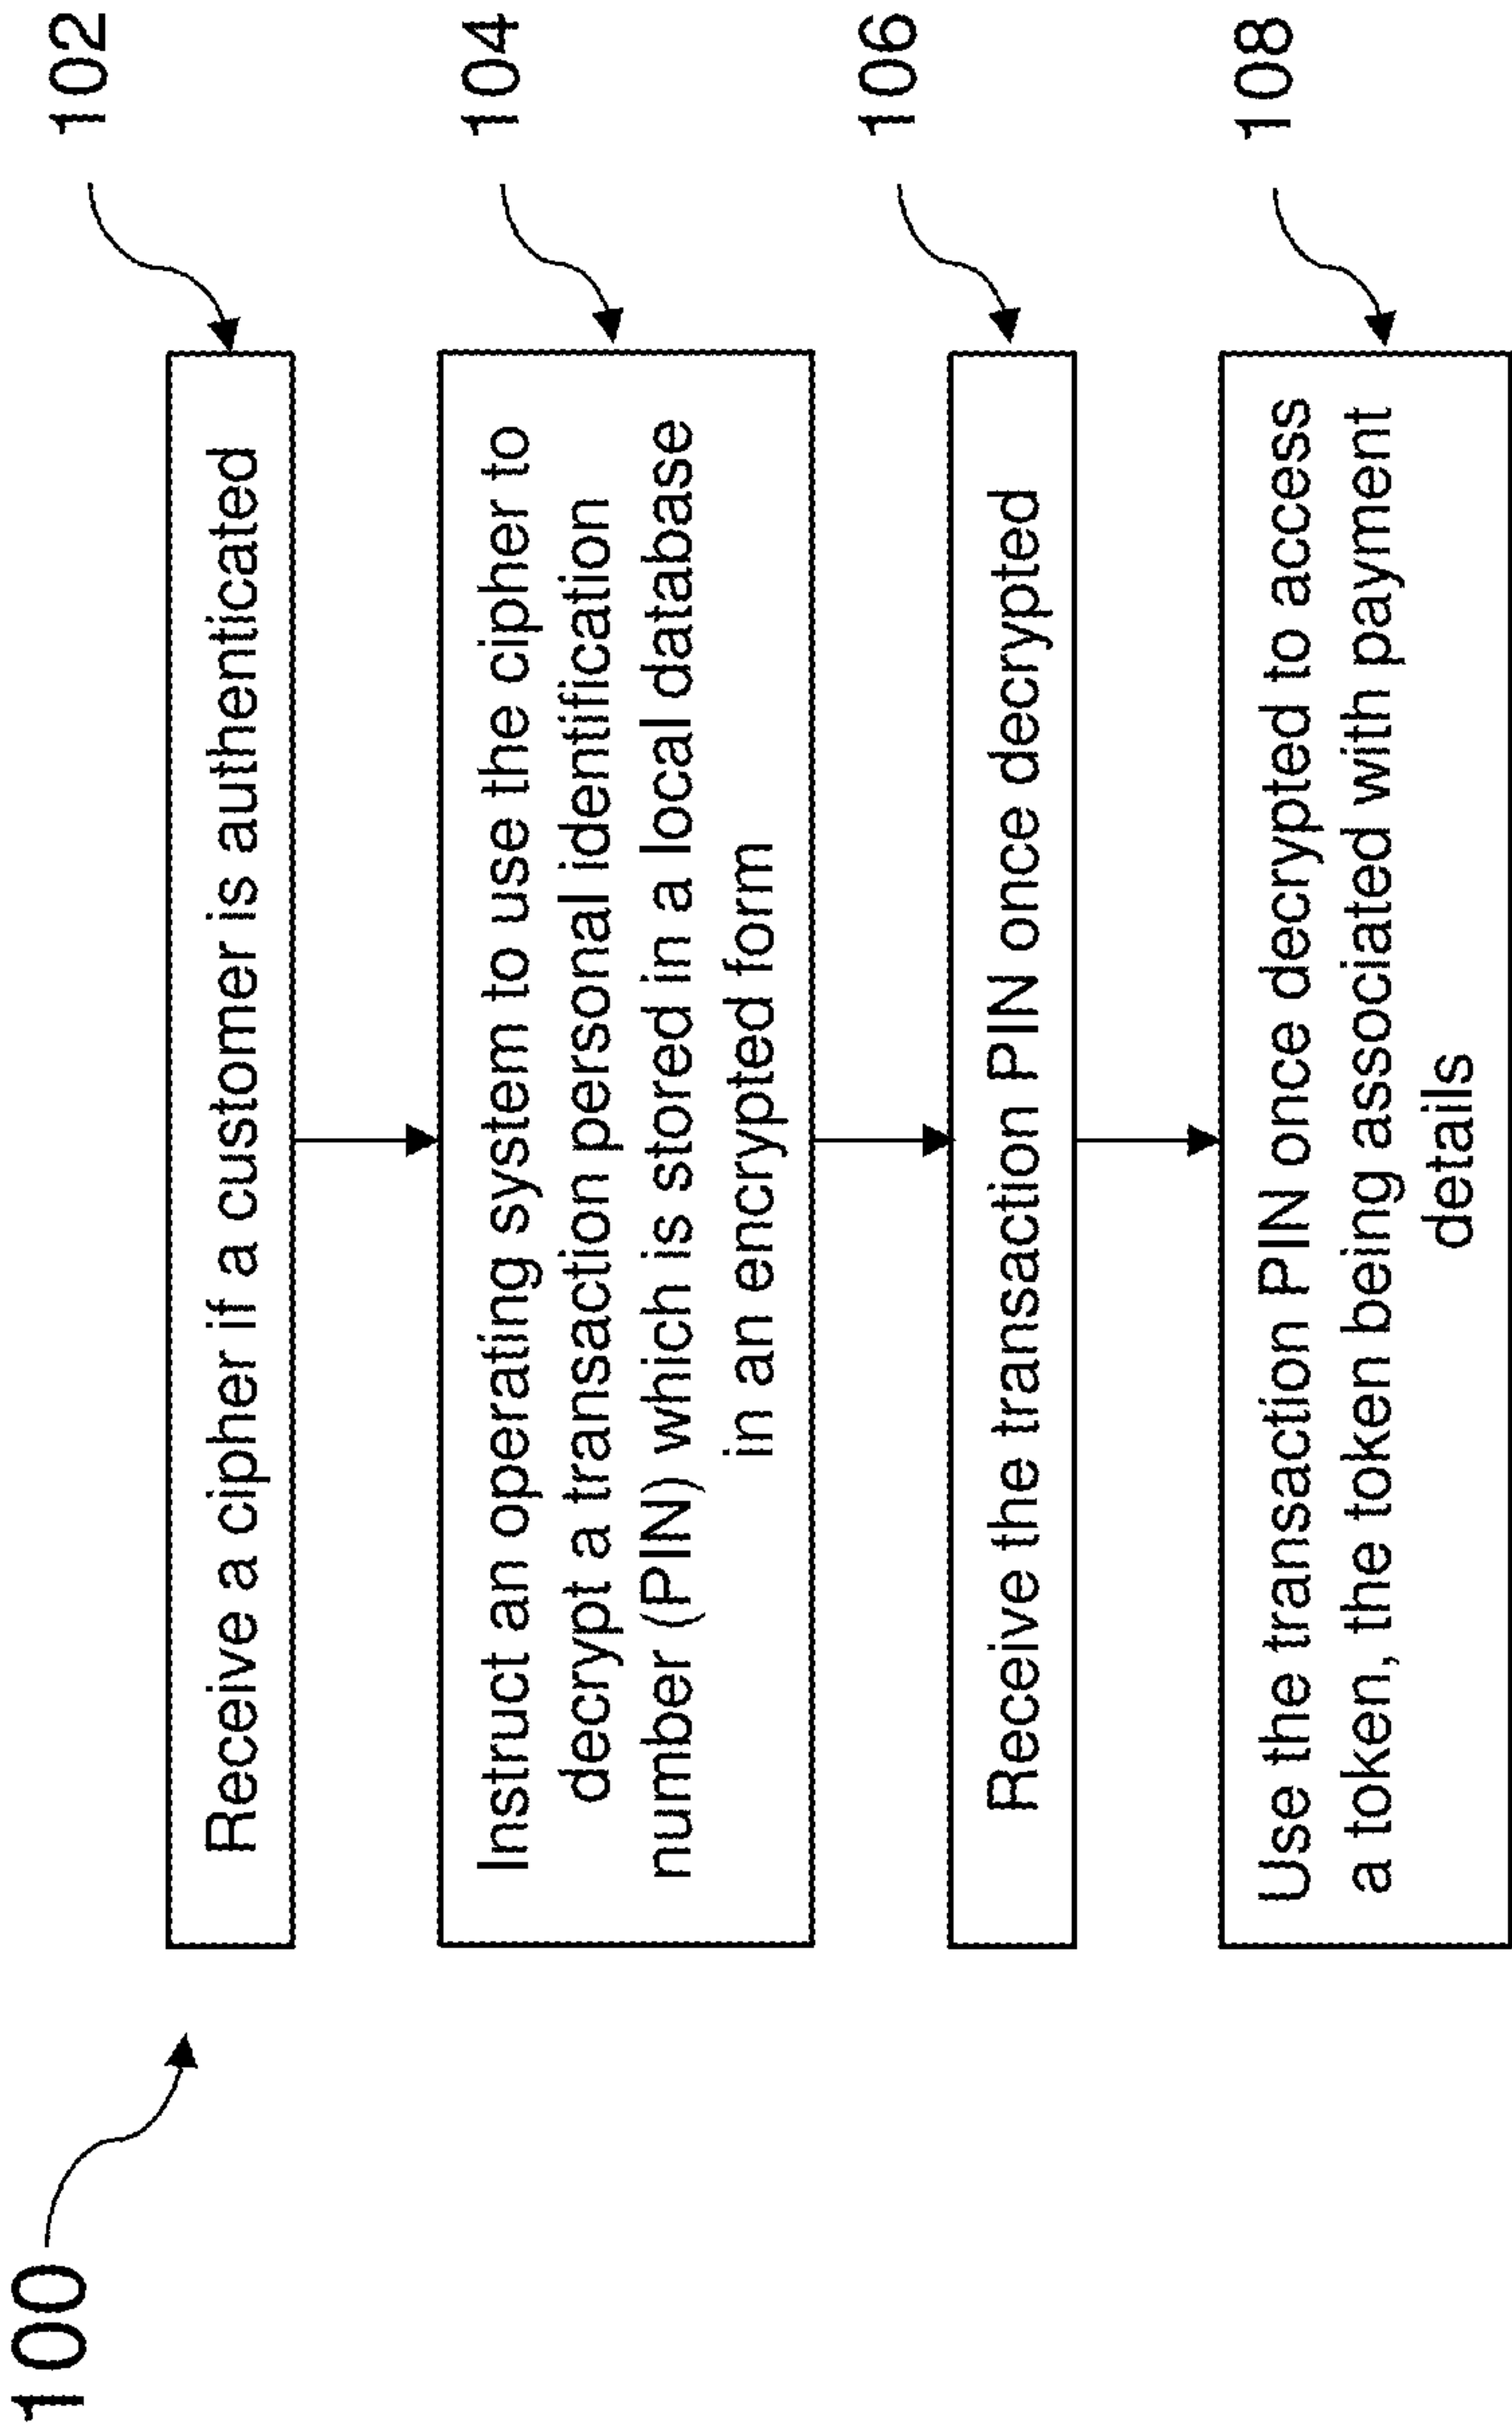 100
102
Receive a cipher if a customer is authenticated
104
Instruct an operating system to use the cipher to
decrypt a transaction personal identification
number (PIN) which is stored in a local database
in an encrypted form
106
Receive the transaction PIN once decrypted
108
Use the transaction PIN once decrypted to access
a token, the token being associated with payment
details